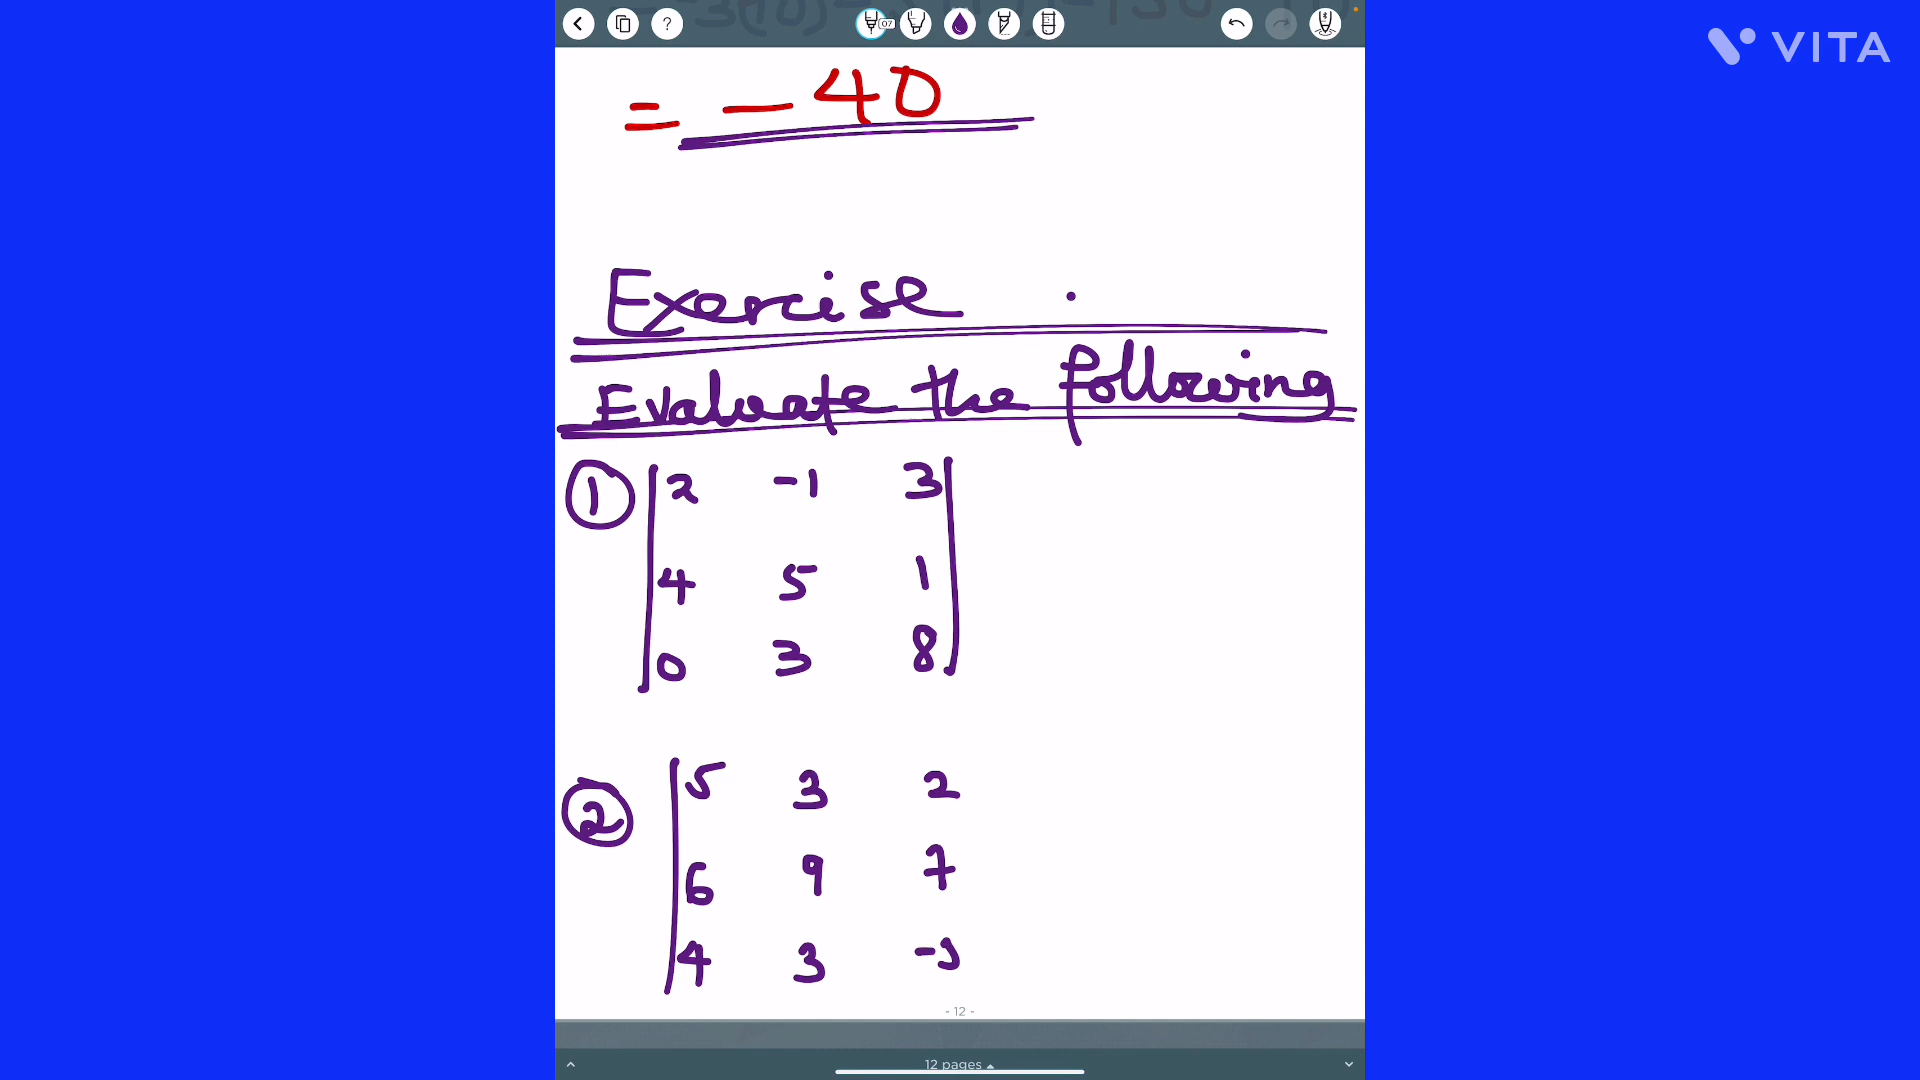 VITA
07
= - 40
Exercise .
Evaluate the following
1 | 2 -1 3 |
4 5 1
0 3 8
2 | 5 3 2
6 9 7
4 3
- 12 -
12 pages